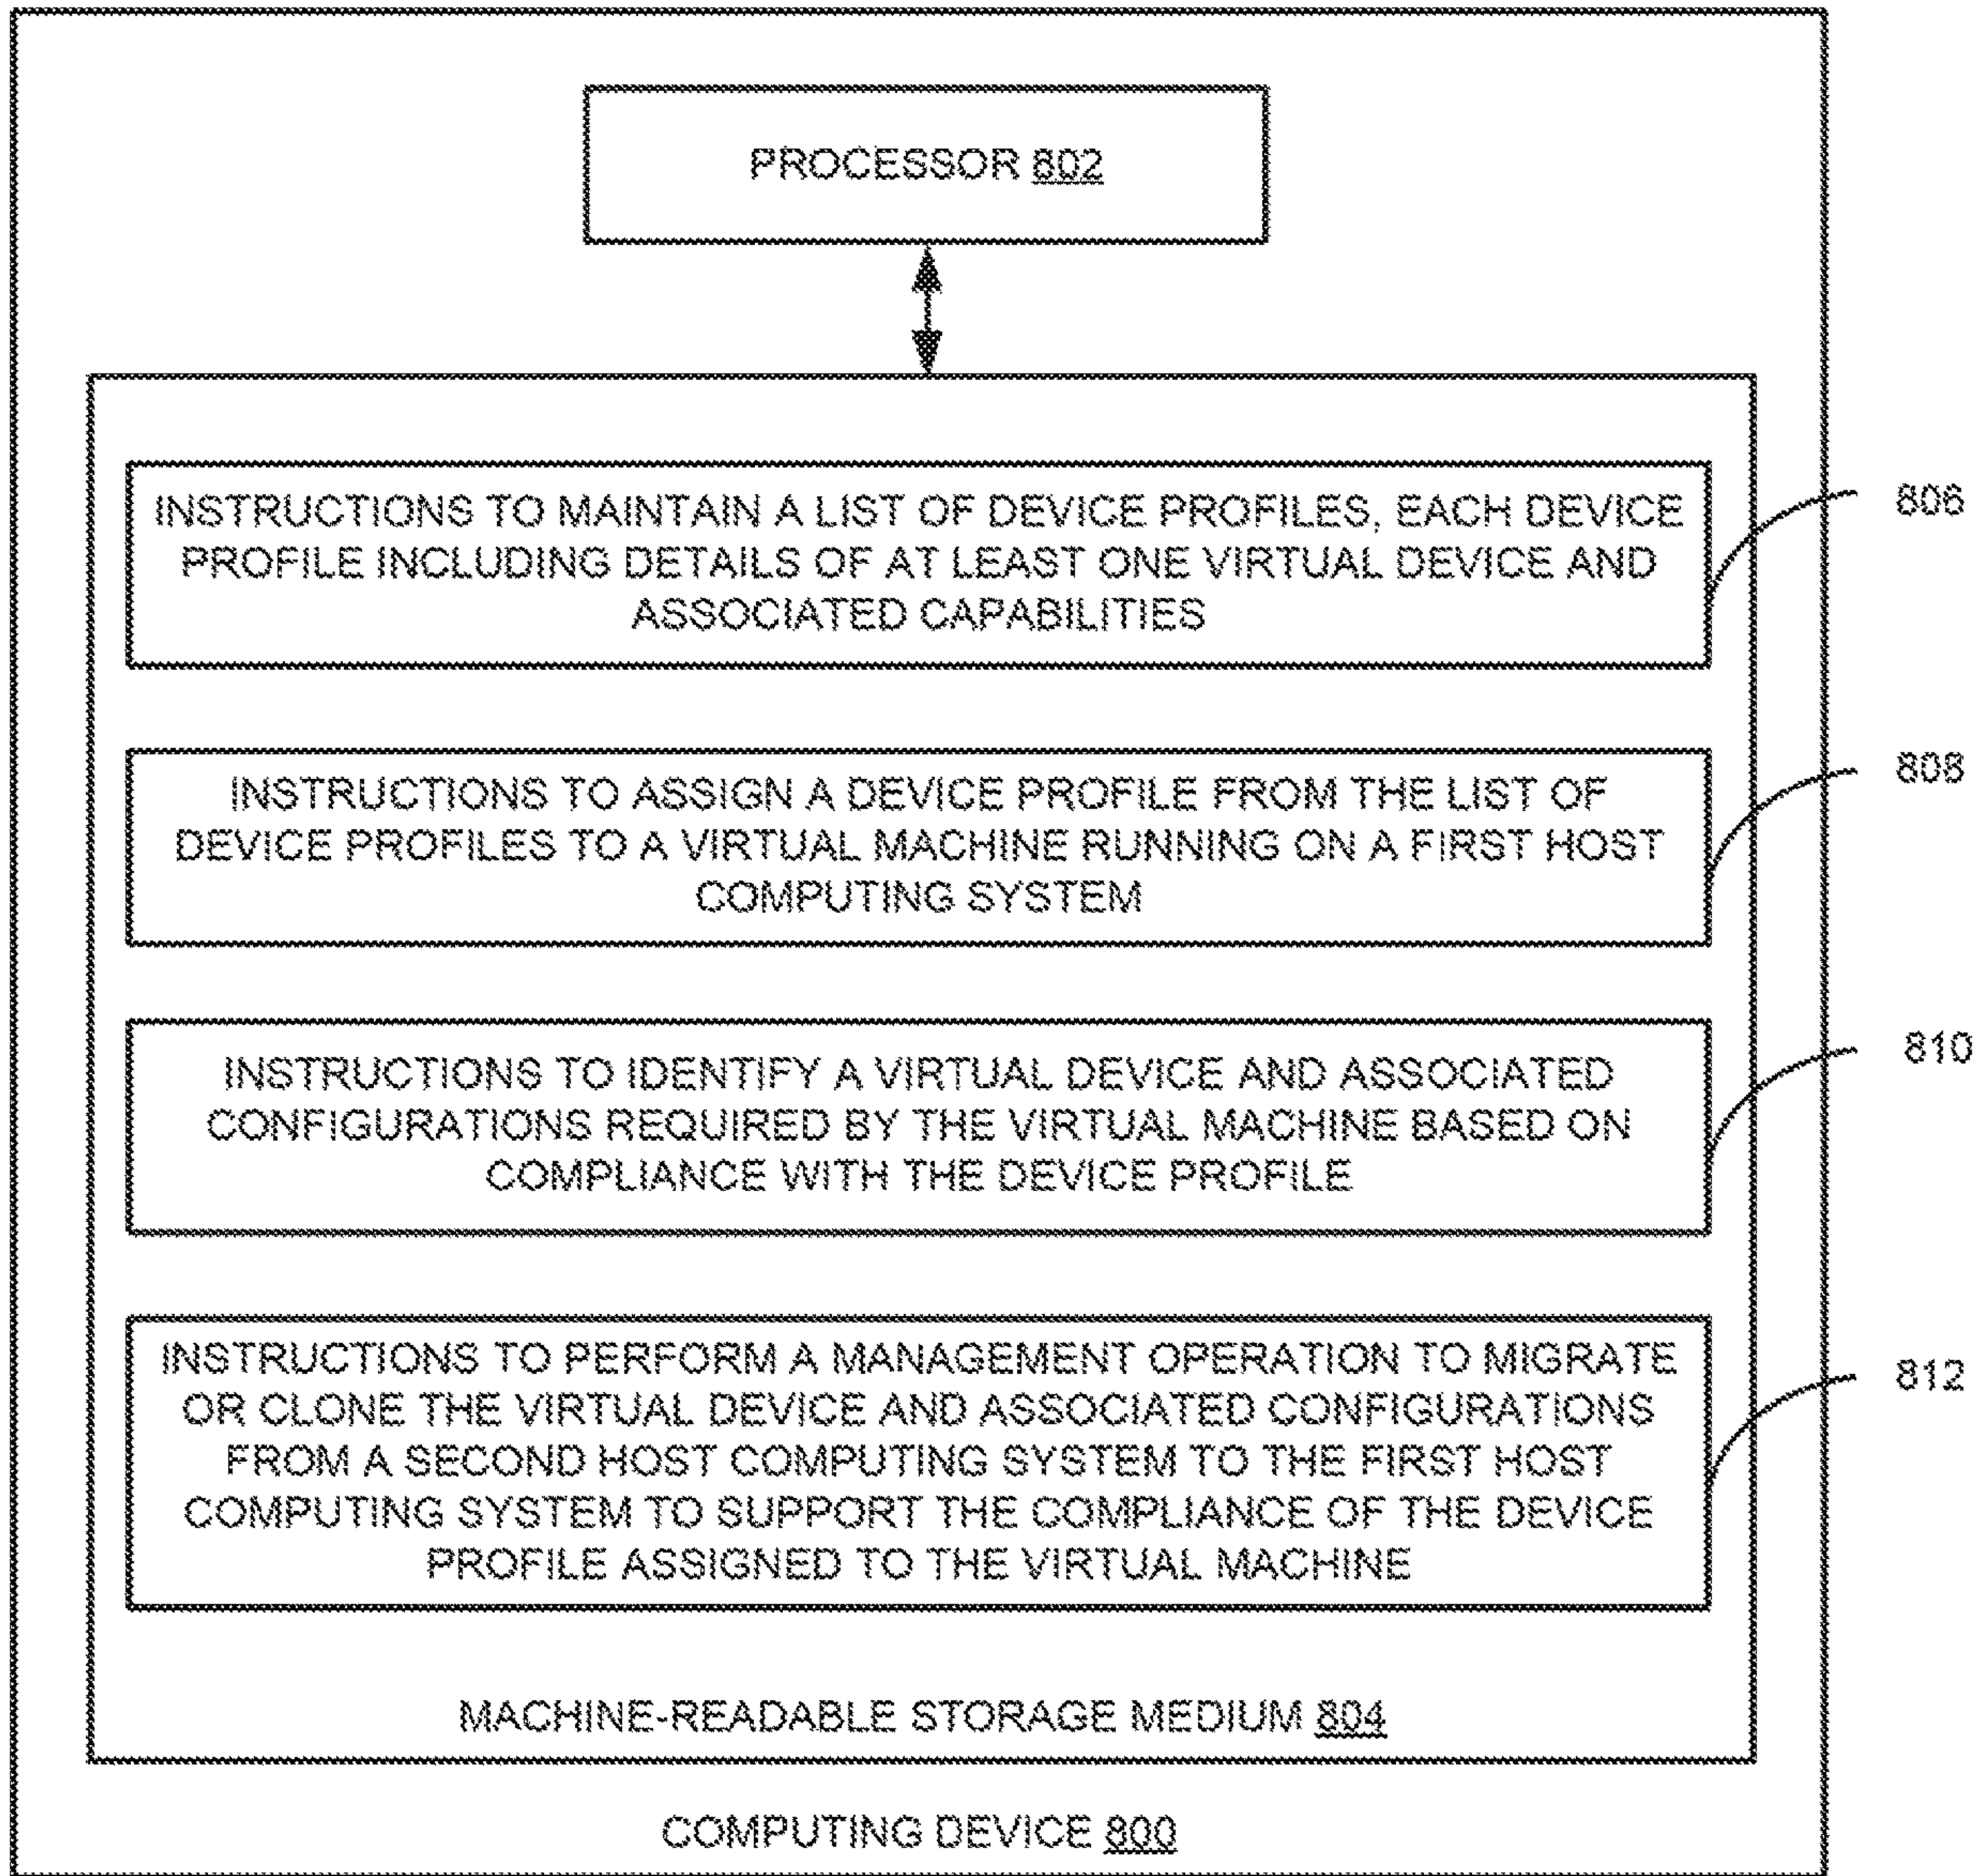 PROCESSOR 802
INSTRUCTIONS TO MAINTAIN A LIST OF DEVICE PROFILES, EACH DEVICE
PROFILE INCLUDING DETAILS OF AT LEAST ONE VIRTUAL DEVICE AND
ASSOCIATED CAPABILITIES
806
INSTRUCTIONS TO ASSIGN A DEVICE PROFILE FROM THE LIST OF
DEVICE PROFILES TO A VIRTUAL MACHINE RUNNING ON A FIRST HOST
COMPUTING SYSTEM
808
INSTRUCTIONS TO IDENTIFY A VIRTUAL DEVICE AND ASSOCIATED
CONFIGURATIONS REQUIRED BY THE VIRTUAL MACHINE BASED ON
COMPLIANCE WITH THE DEVICE PROFILE
810
INSTRUCTIONS TO PERFORM A MANAGEMENT OPERATION TO MIGRATE
OR CLONE THE VIRTUAL DEVICE AND ASSOCIATED CONFIGURATIONS
FROM A SECOND HOST COMPUTING SYSTEM TO THE FIRST HOST
COMPUTING SYSTEM TO SUPPORT THE COMPLIANCE OF THE DEVICE
PROFILE ASSIGNED TO THE VIRTUAL MACHINE
812
MACHINE-READABLE STORAGE MEDIUM 804
COMPUTING DEVICE 800